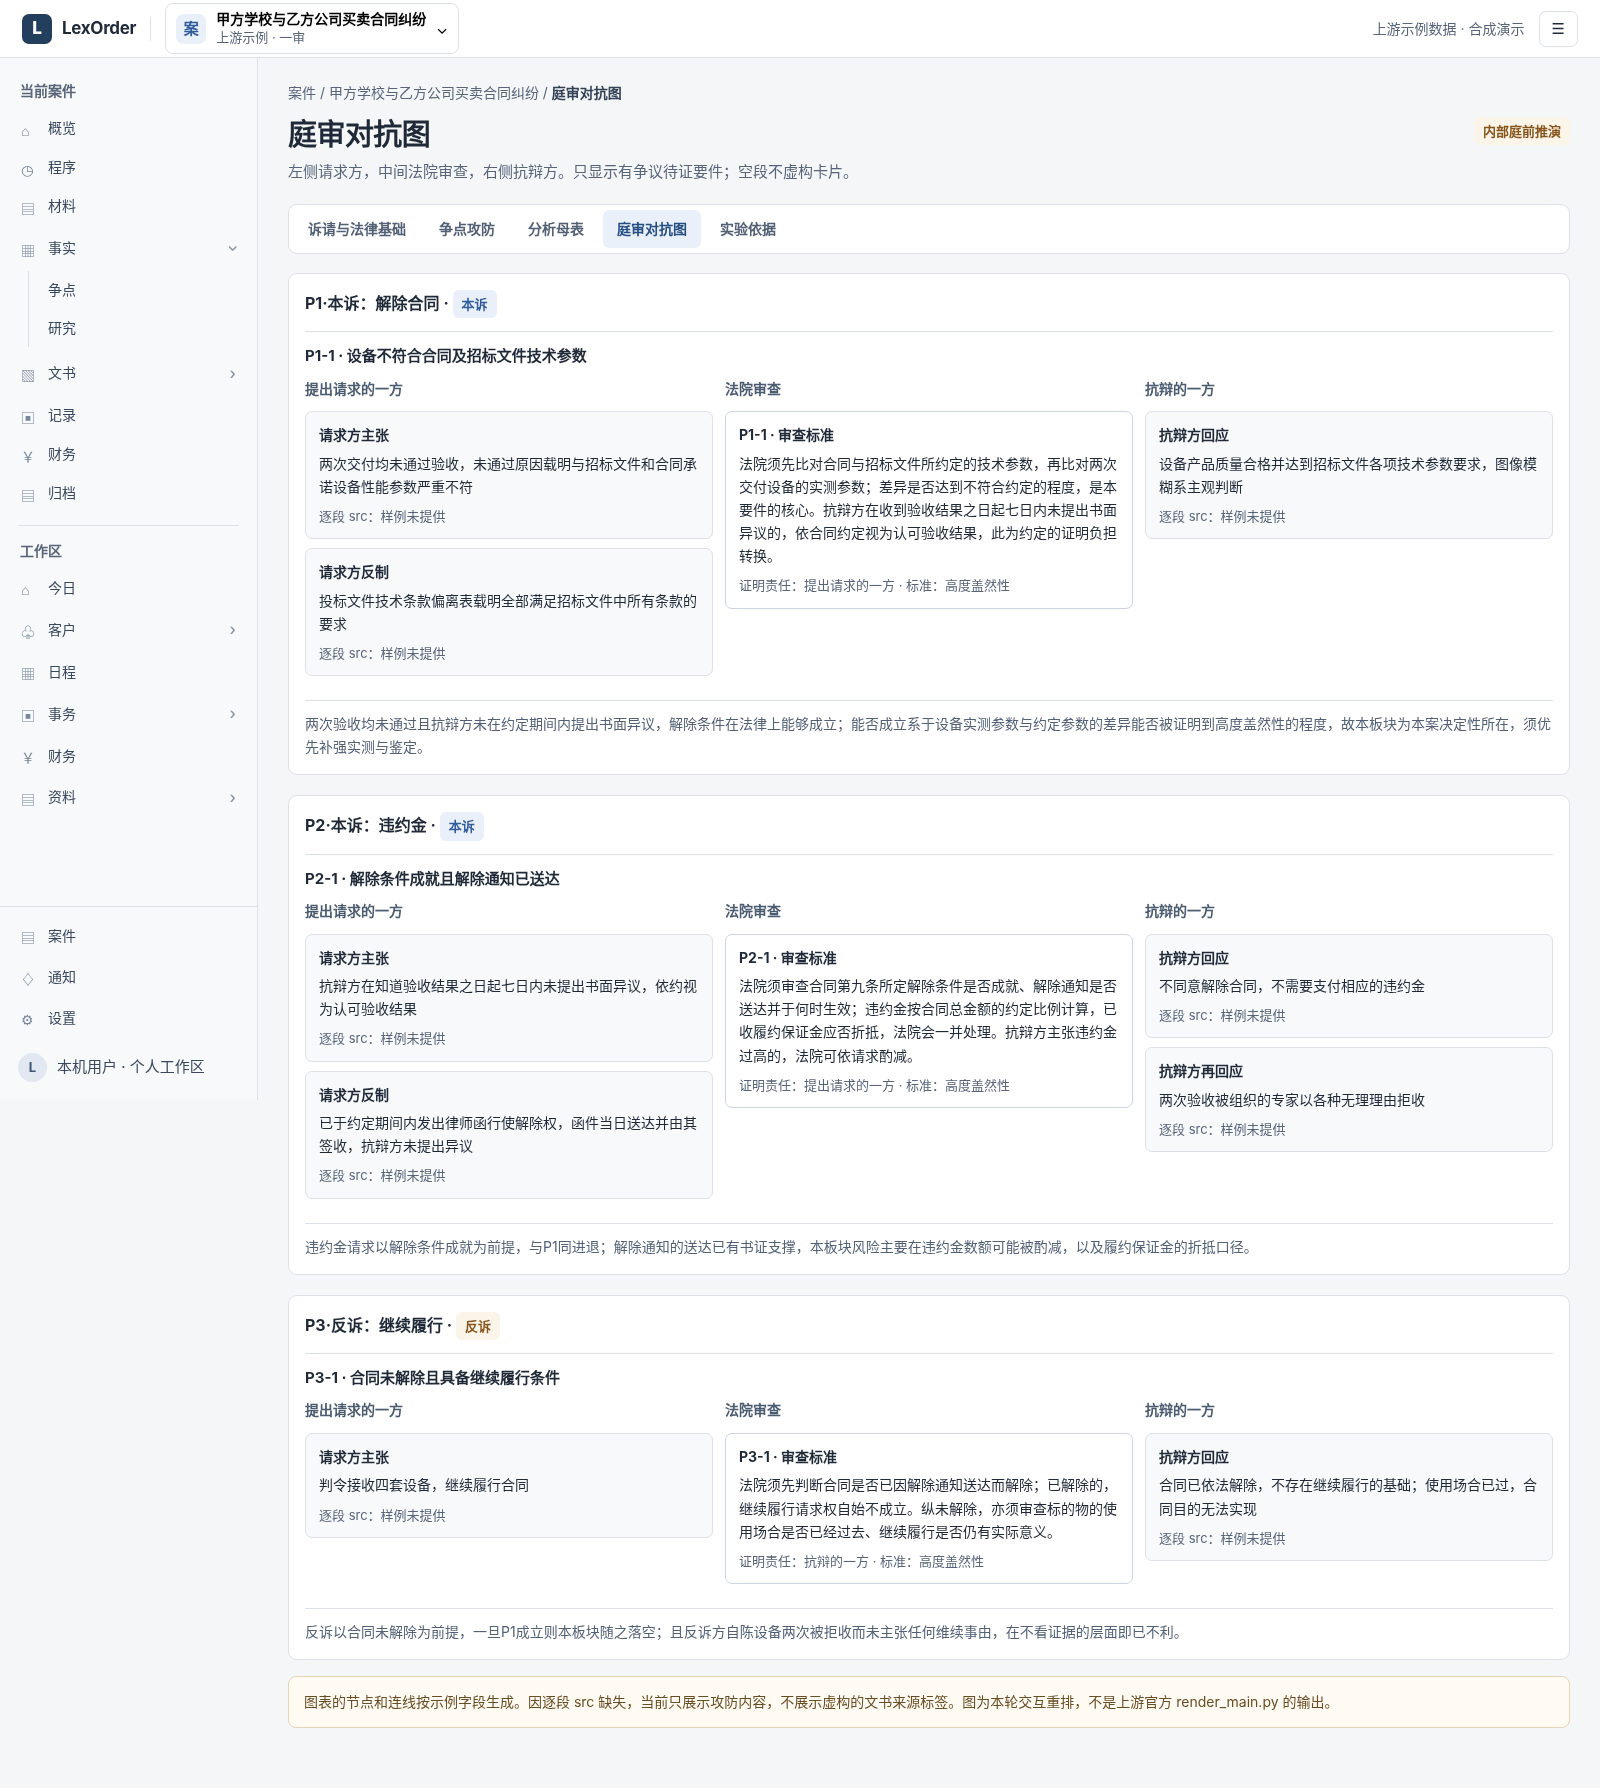 L LexOrder
案 甲方学校与乙方公司买卖合同纠纷
上游示例 · 一审
上游示例数据 · 合成演示
当前案件
概览
程序
材料
事实
争点
研究
文书
记录
¥ 财务
归档
工作区
今日
客户
日程
事务
¥ 财务
资料
案件
通知
设置
L 本机用户 · 个人工作区
案件 / 甲方学校与乙方公司买卖合同纠纷 / 庭审对抗图
庭审对抗图
内部庭前推演
左侧请求方，中间法院审查，右侧抗辩方。只显示有争议待证要件；空段不虚构卡片。
诉请与法律基础 争点攻防 分析母表 庭审对抗图 实验依据
P1·本诉：解除合同 · 本诉
P1-1 · 设备不符合合同及招标文件技术参数
提出请求的一方
请求方主张
两次交付均未通过验收，未通过原因载明与招标文件和合同承
诺设备性能参数严重不符
逐段 src：样例未提供
请求方反制
投标文件技术条款偏离表载明全部满足招标文件中所有条款的
要求
逐段 src：样例未提供
法院审查
P1-1 · 审查标准
法院须先比对合同与招标文件所约定的技术参数，再比对两次
交付设备的实测参数；差异是否达到不符合约定的程度，是本
要件的核心。抗辩方在收到验收结果之日起七日内未提出书面
异议的，依合同约定视为认可验收结果，此为约定的证明负担
转换。
证明责任：提出请求的一方 · 标准：高度盖然性
抗辩的一方
抗辩方回应
设备产品质量合格并达到招标文件各项技术参数要求，图像模
糊系主观判断
逐段 src：样例未提供
两次验收均未通过且抗辩方未在约定期间内提出书面异议，解除条件在法律上能够成立；能否成立系于设备实测参数与约定参数的差异能否被证明到高度盖然性的程度，故本板块为本案决定性所在，须优
先补强实测与鉴定。
P2·本诉：违约金 · 本诉
P2-1 · 解除条件成就且解除通知已送达
提出请求的一方
请求方主张
抗辩方在知道验收结果之日起七日内未提出书面异议，依约视
为认可验收结果
逐段 src：样例未提供
请求方反制
已于约定期间内发出律师函行使解除权，函件当日送达并由其
签收，抗辩方未提出异议
逐段 src：样例未提供
法院审查
P2-1 · 审查标准
法院须审查合同第九条所定解除条件是否成就、解除通知是否
送达并于何时生效；违约金按合同总金额的约定比例计算，已
收履约保证金应否折抵，法院会一并处理。抗辩方主张违约金
过高的，法院可依请求酌减。
证明责任：提出请求的一方 · 标准：高度盖然性
抗辩的一方
抗辩方回应
不同意解除合同，不需要支付相应的违约金
逐段 src：样例未提供
抗辩方再回应
两次验收被组织的专家以各种无理理由拒收
逐段 src：样例未提供
违约金请求以解除条件成就为前提，与P1同进退；解除通知的送达已有书证支撑，本板块风险主要在违约金数额可能被酌减，以及履约保证金的折抵口径。
P3·反诉：继续履行 · 反诉
P3-1 · 合同未解除且具备继续履行条件
提出请求的一方
请求方主张
判令接收四套设备，继续履行合同
逐段 src：样例未提供
法院审查
P3-1 · 审查标准
法院须先判断合同是否已因解除通知送达而解除；已解除的，
继续履行请求权自始不成立。纵未解除，亦须审查标的物的使
用场合是否已经过去、继续履行是否仍有实际意义。
证明责任：抗辩的一方 · 标准：高度盖然性
抗辩的一方
抗辩方回应
合同已依法解除，不存在继续履行的基础；使用场合已过，合
同目的无法实现
逐段 src：样例未提供
反诉以合同未解除为前提，一旦P1成立则本板块随之落空；且反诉方自陈设备两次被拒收而未主张任何维续事由，在不看证据的层面即已不利。
图表的节点和连线按示例字段生成。因逐段 src 缺失，当前只展示攻防内容，不展示虚构的文书来源标签。图为本轮交互重排，不是上游官方 render_main.py 的输出。